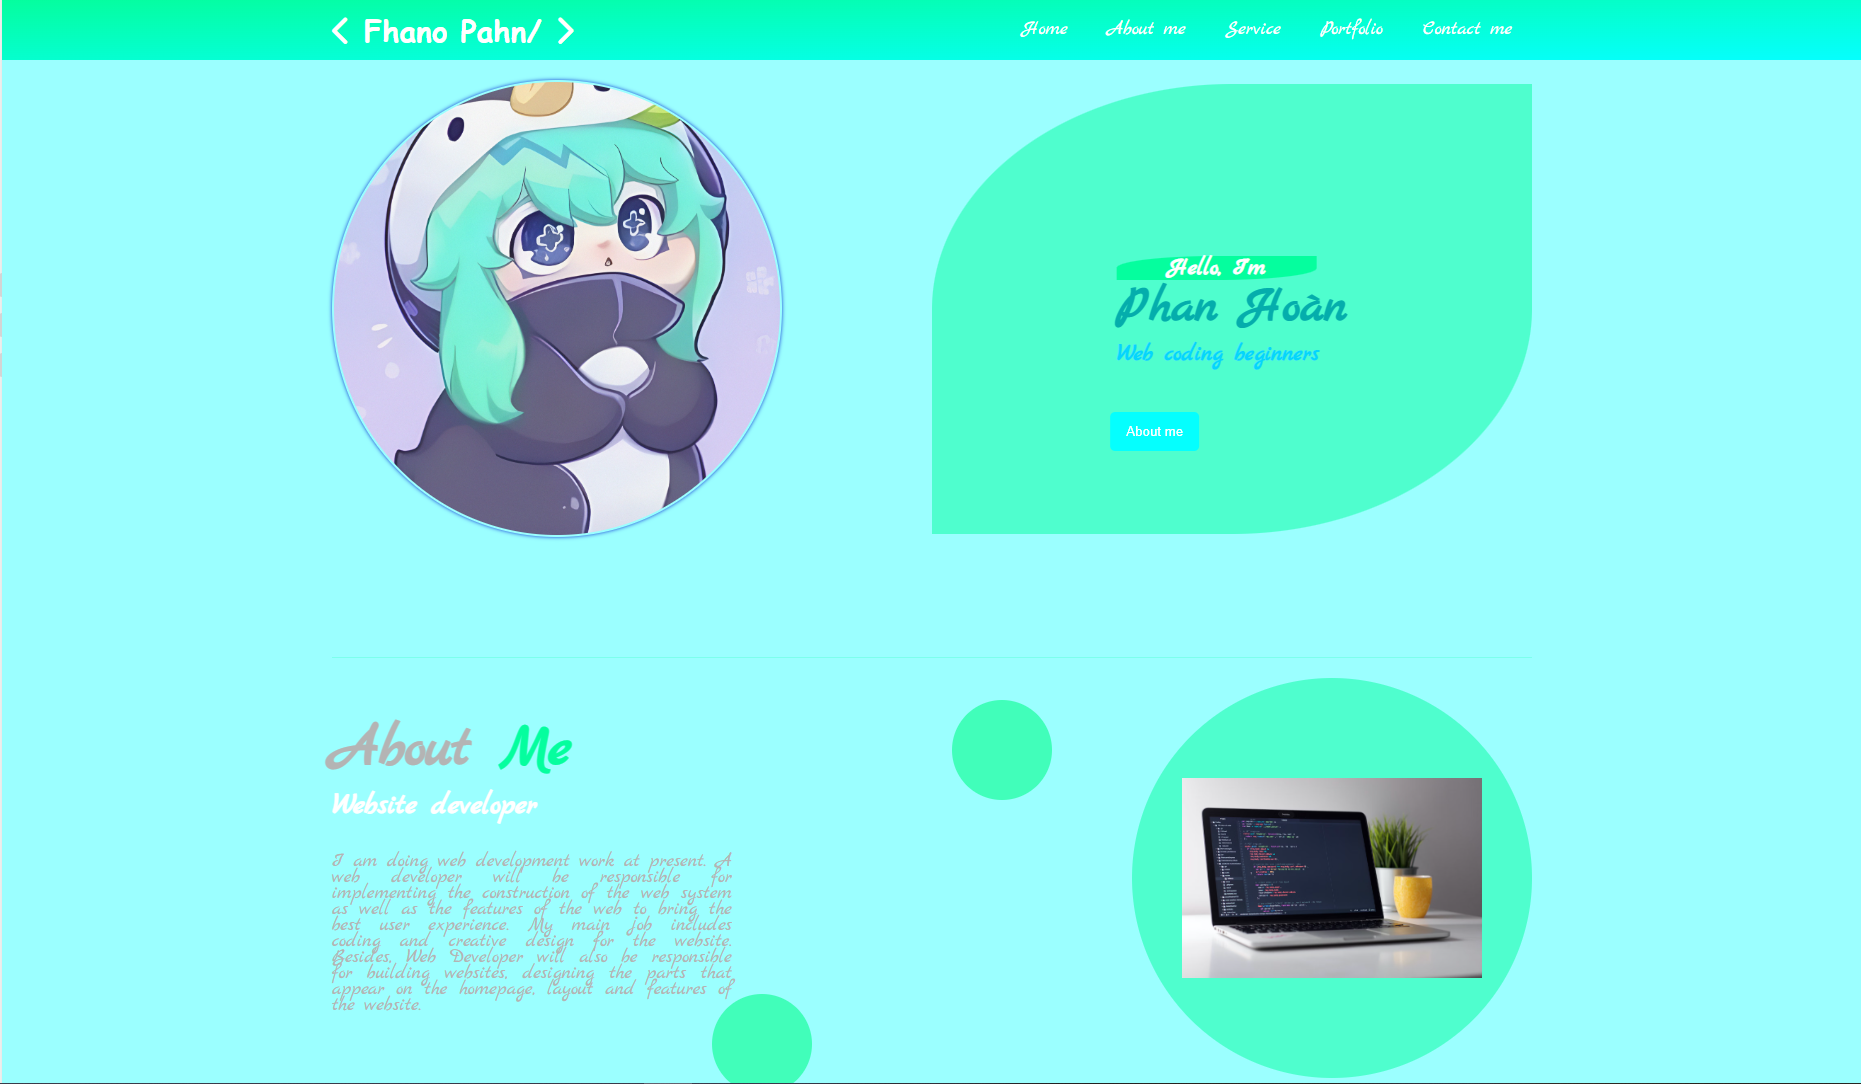 < Fhano Pahn/ >
Home About me Service Portfolio Contact me
Hello, I'm
Phan Hoàn
Web coding beginners
About me
About Me
Website developer
I am doing web development work at present. A
web developer will be responsible for
implementing the construction of the web system
as well as the features of the web to bring the
best user experience. My main job includes
coding and creative design for the website.
Besides, Web Developer will also be responsible
for building websites, designing the parts that
appear on the homepage, layout and features of
the website.